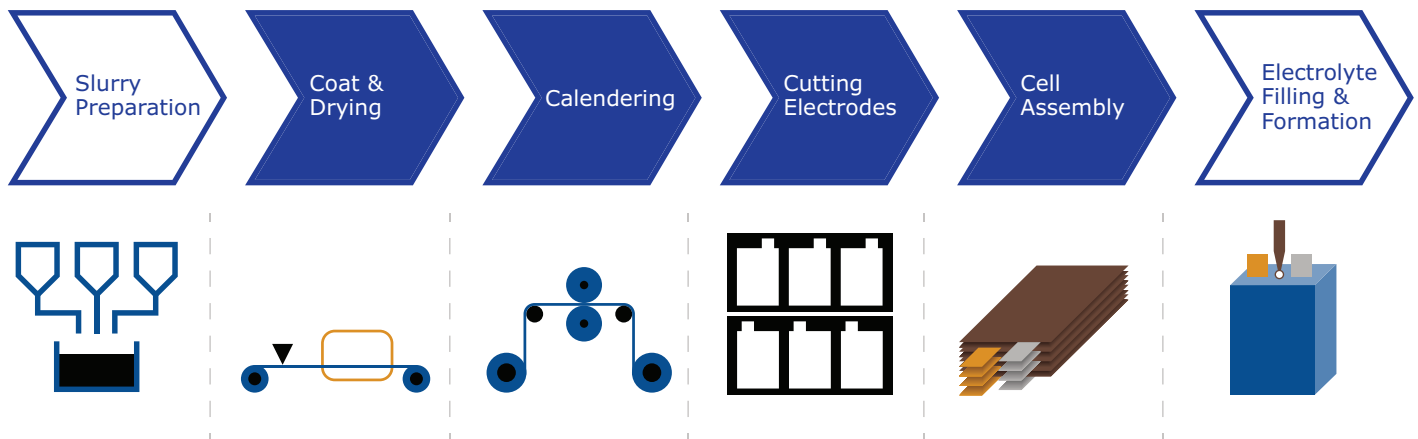 Slurry
Preparation
Coat &
Drying
Calendering
Cutting
Electrodes
Cell
Assembly
Electrolyte
Filling &
Formation